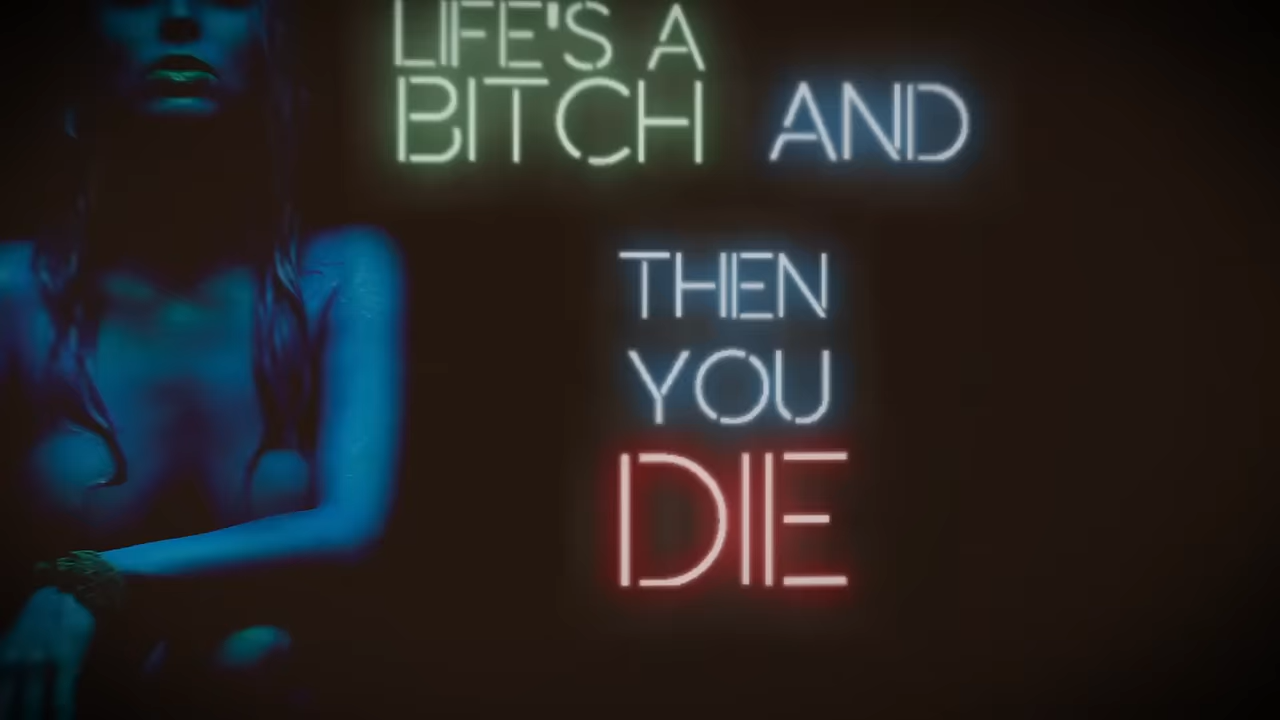 LIFE'S A
BITCH AND
THEN
YOU
DIE